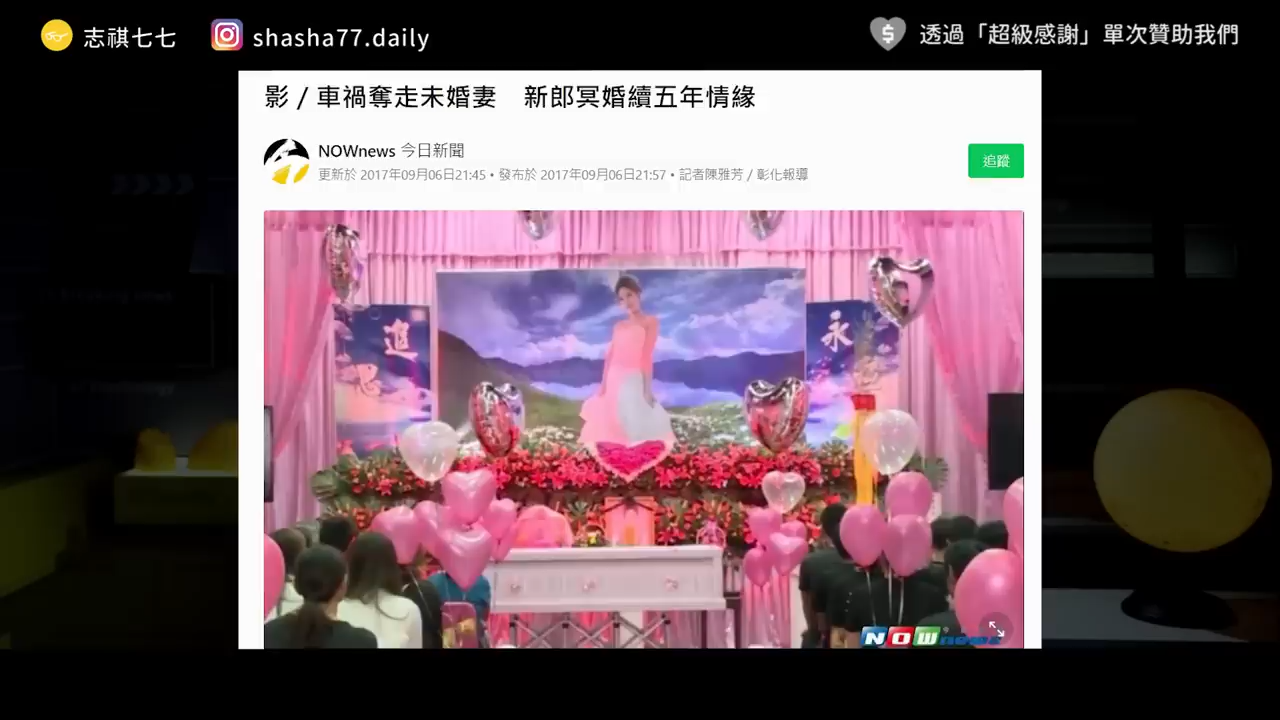 志祺七七
shasha77.daily
透過「超級感謝」單次贊助我們
影／車禍奪走未婚妻 新郎冥婚續五年情緣
NOWnews 今日新聞
更新於 2017年09月06日21:45 • 發布於 2017年09月06日21:57 • 記者陳雅芳／彰化報導
追蹤
永
NOWnews